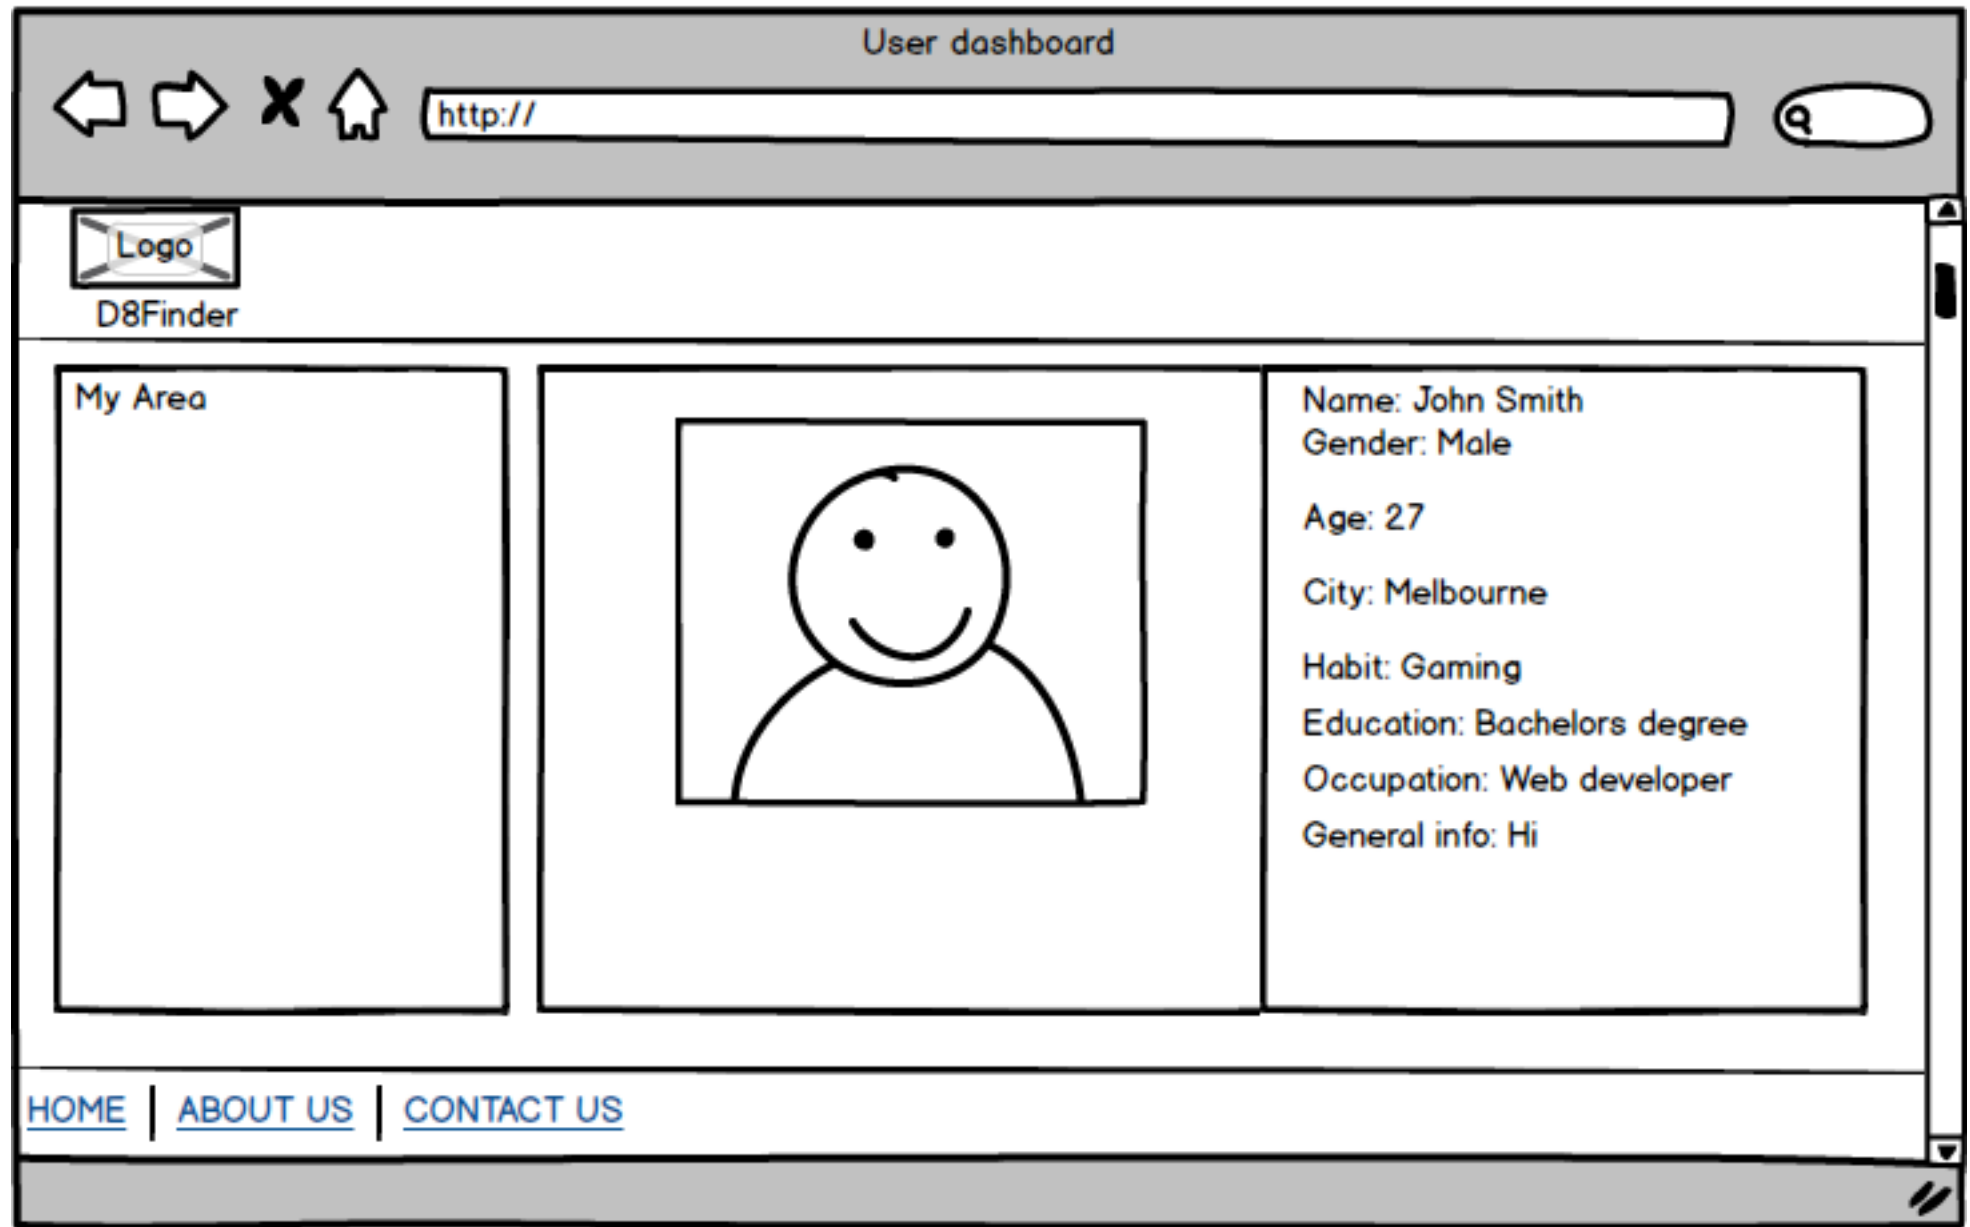 User dashboard
http://
Logo
D8Finder
My Area
Name: John Smith
Gender: Male
Age: 27
City: Melbourne
Habit: Gaming
Education: Bachelors degree
Occupation: Web developer
General info: Hi
HOME | ABOUT US | CONTACT US